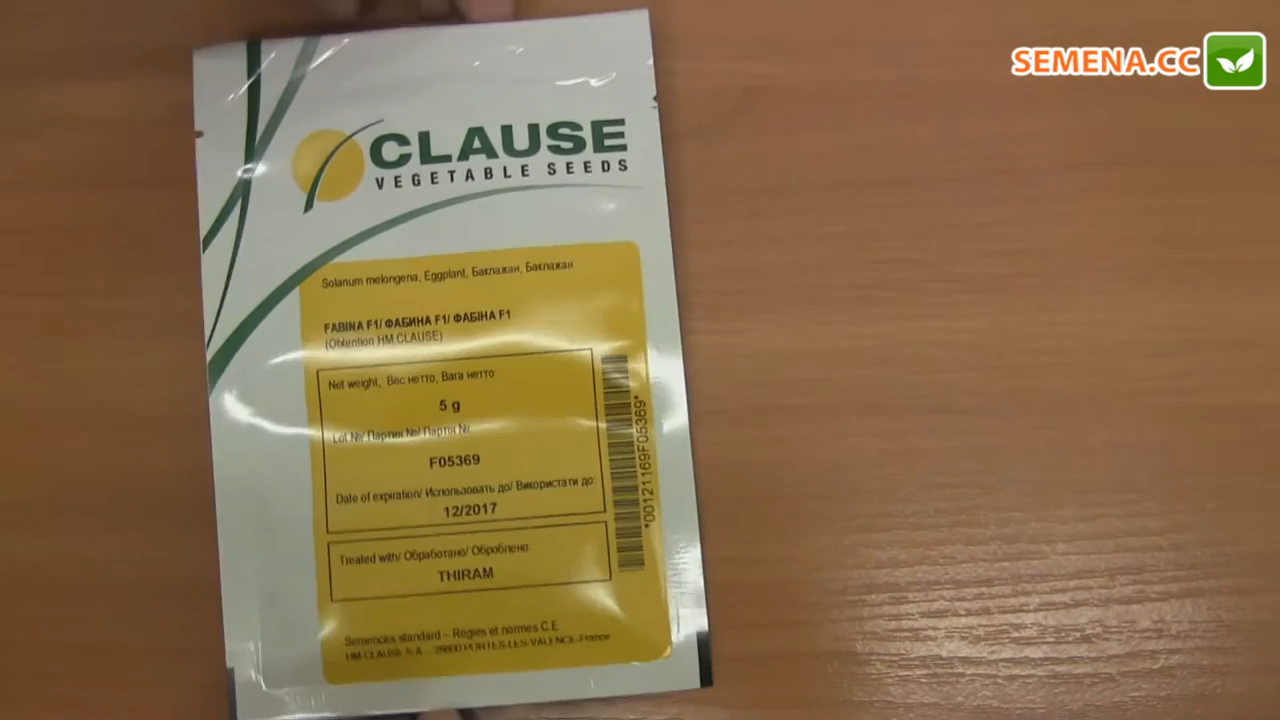 SEMENA.CC
CLAUSE
VEGETABLE SEEDS
Solanum melongena, Eggplant, Баклажан, Баклажан
FABINA F1/ ФАБИНА F1/ ФАБІНА F1
(Obtention HM.CLAUSE)
Net weight, Вес нетто, Вага нетто
5 g
Lot №/ Партия №/ Партія №
F05369
Date of expiration/ Использовать до/ Використати до:
12/2017
Treated with/ Обработано/ Оброблено
THIRAM
*00121169F05369*
Semences standard – Règles et normes C.E
HM.CLAUSE S.A. – 26800 PORTES-LES-VALENCE-France